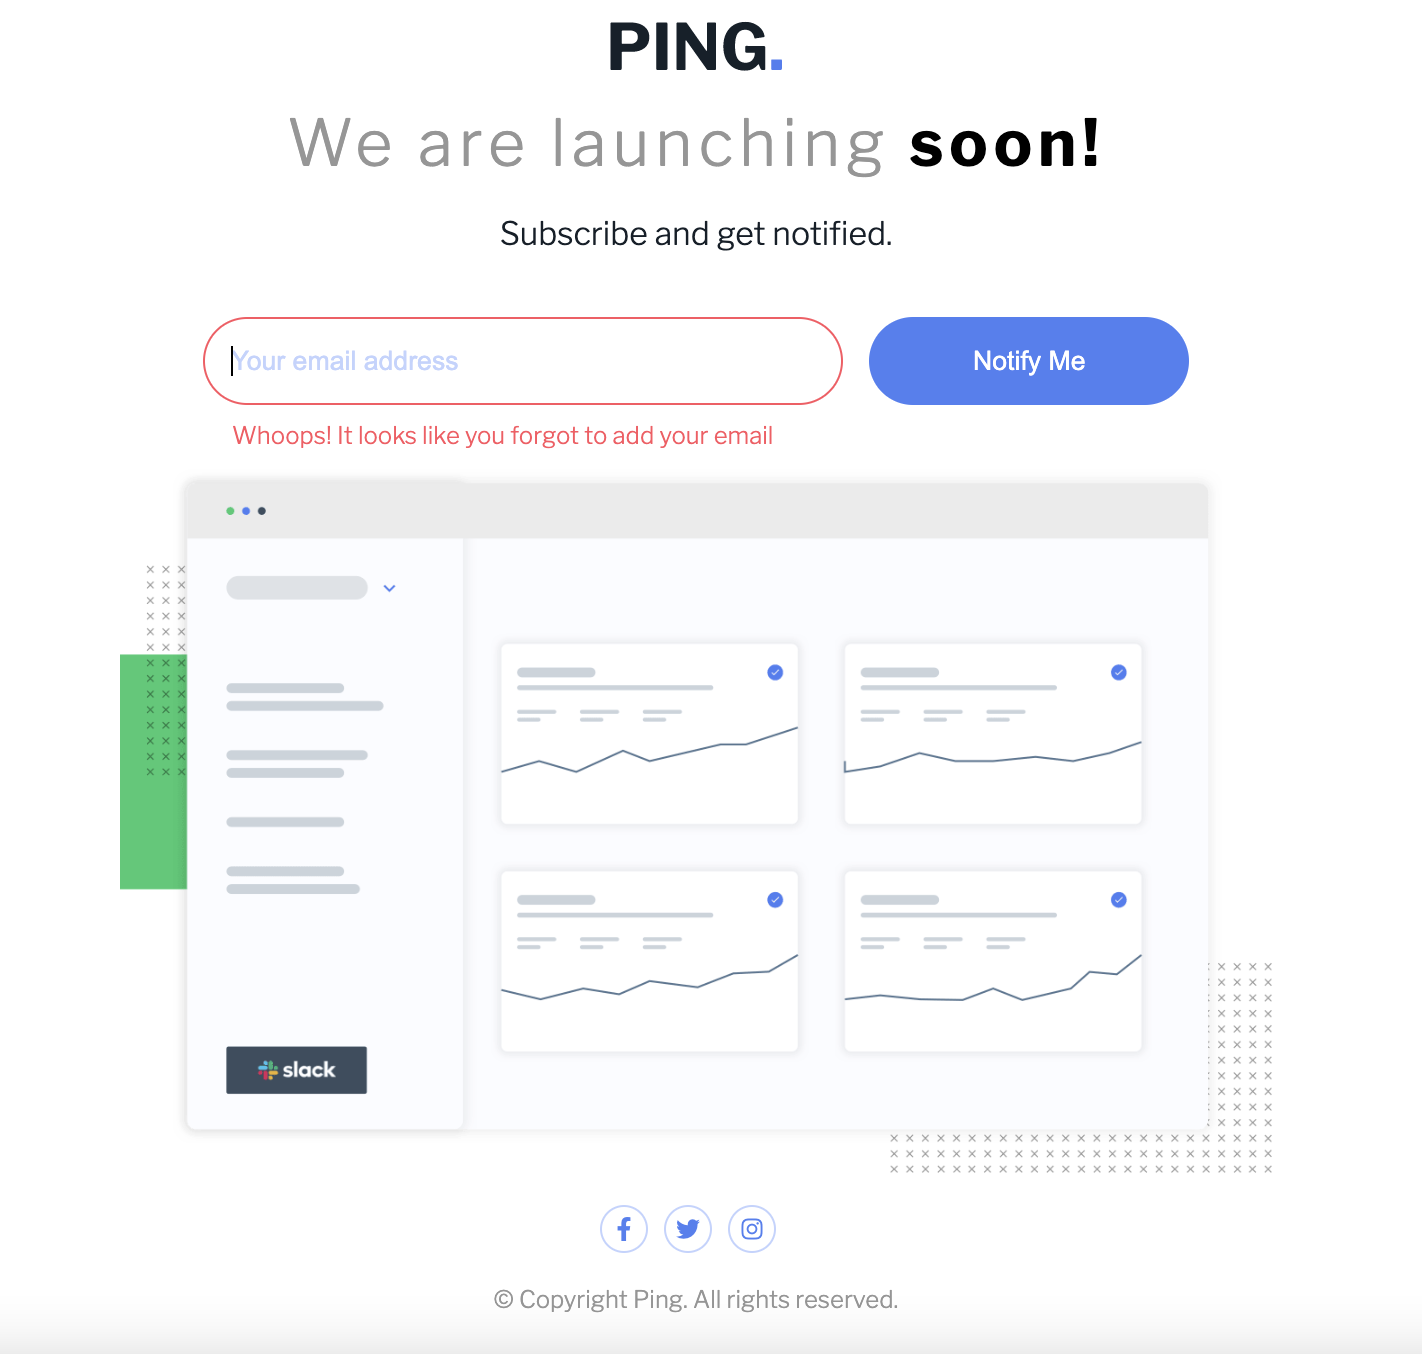 PING.
We are launching soon!
Subscribe and get notified.
Your email address
Notify Me
Whoops! It looks like you forgot to add your email
slack
© Copyright Ping. All rights reserved.